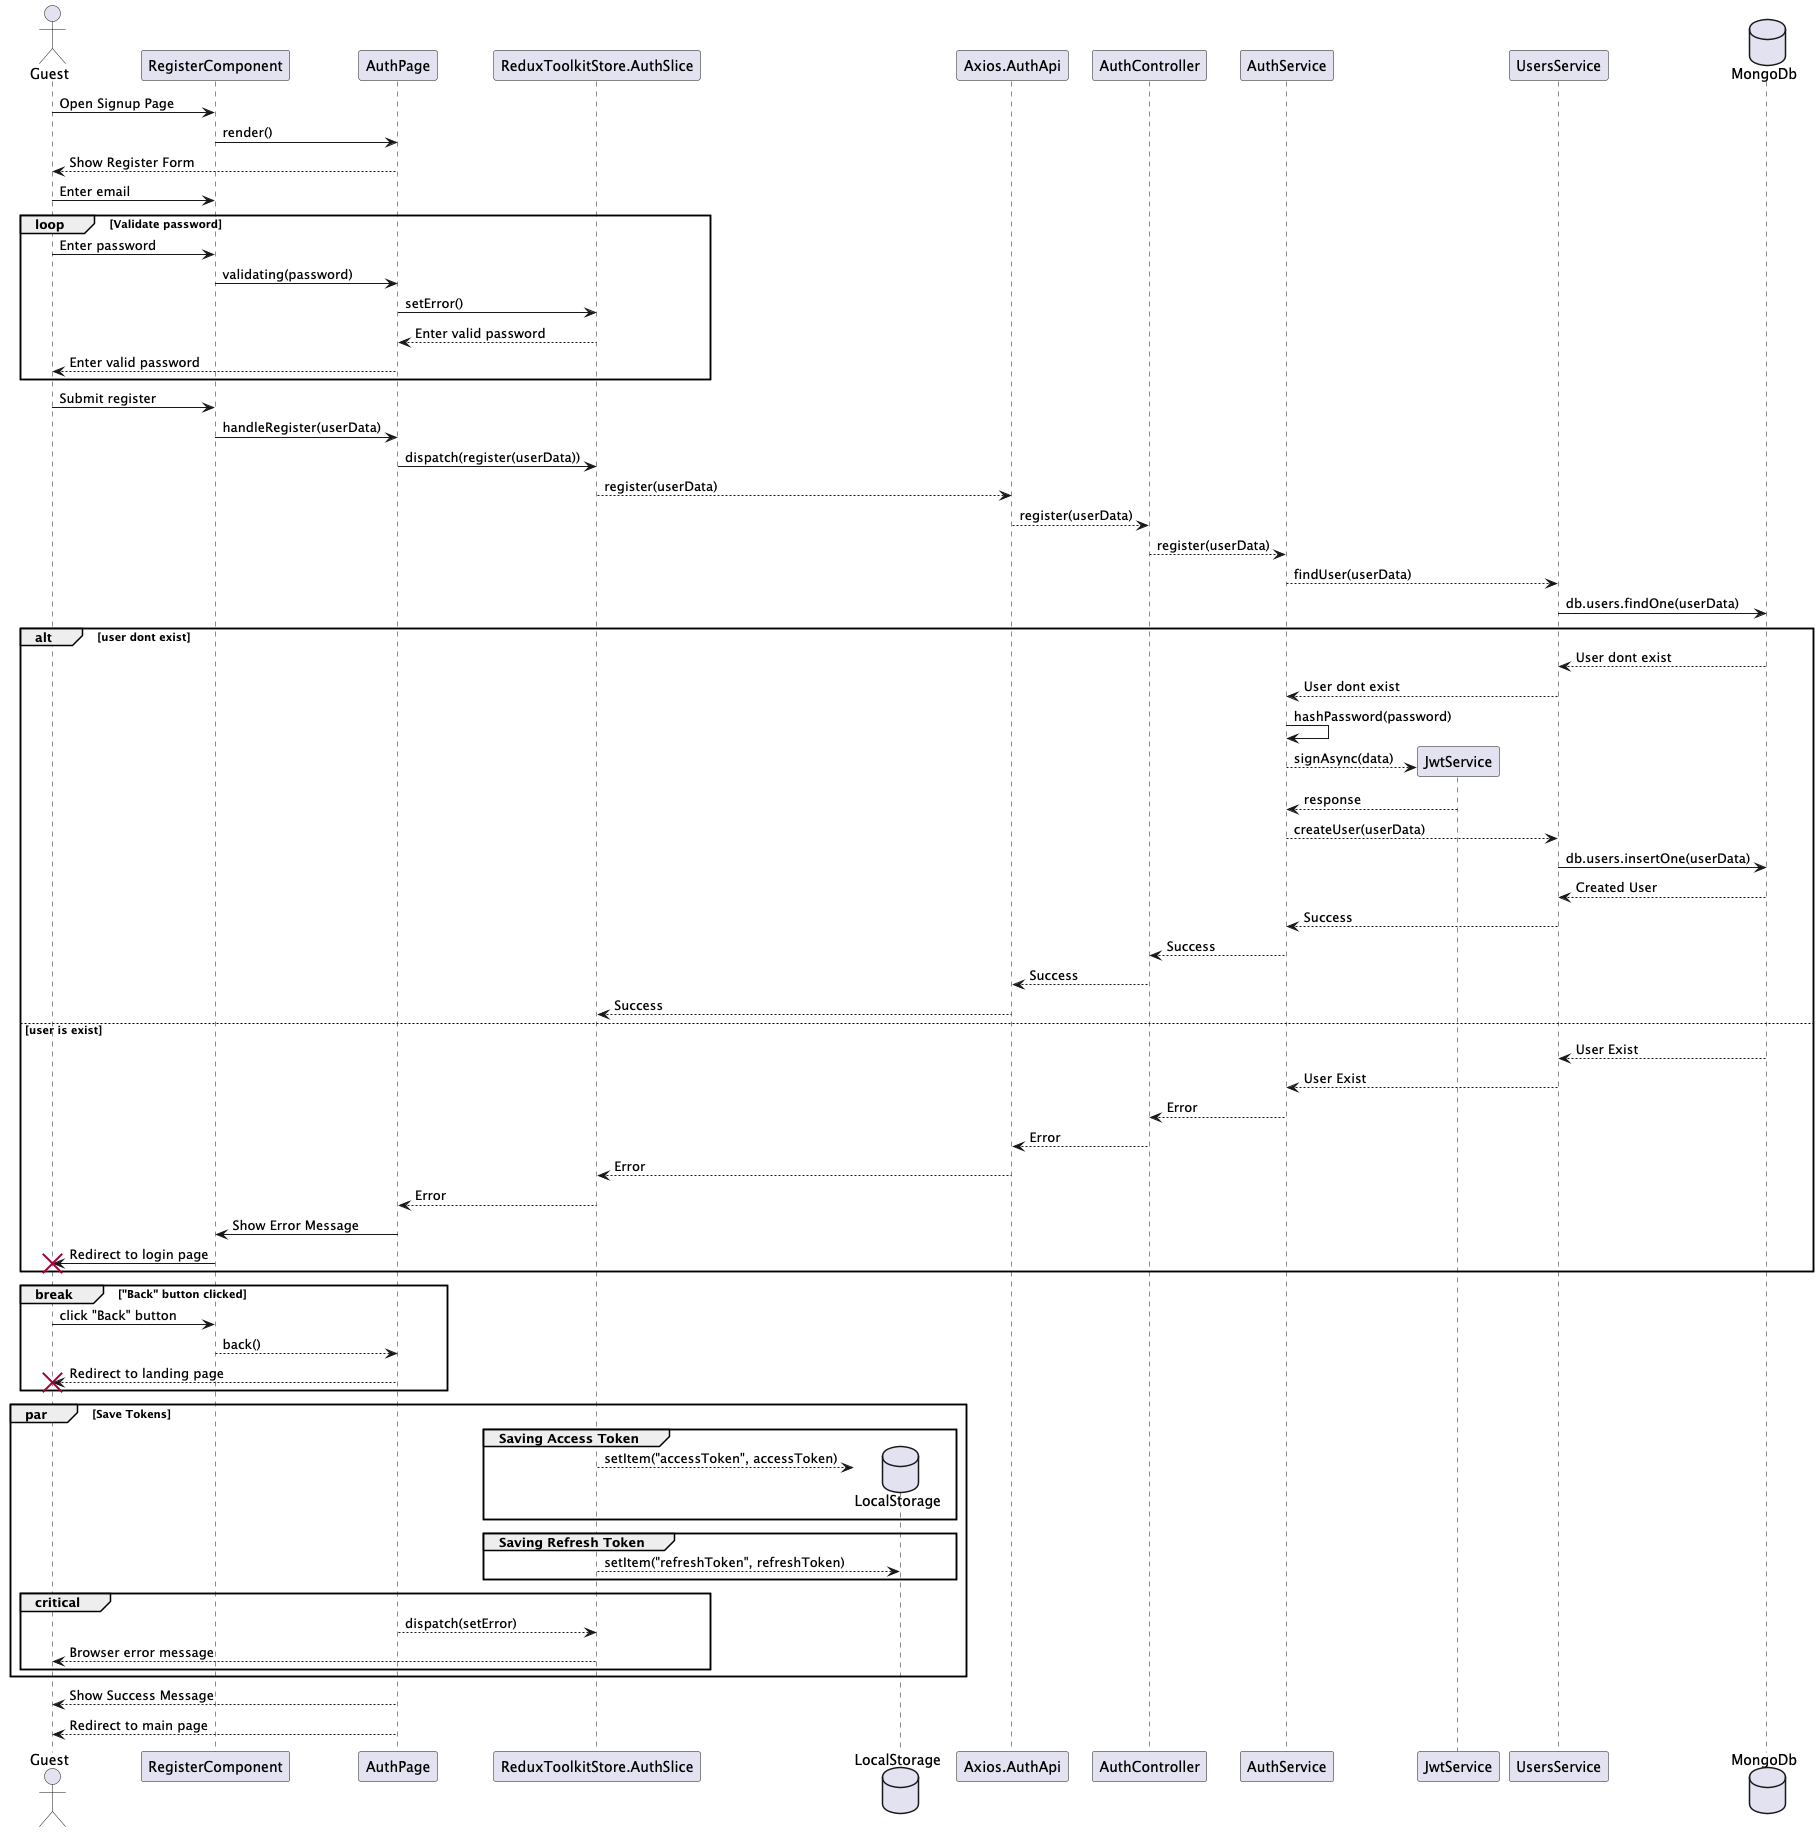 Guest
RegisterComponent
AuthPage
ReduxToolkitStore.AuthSlice
Axios.AuthApi
AuthController
AuthService
UsersService
MongoDb
Open Signup Page
render()
Show Register Form
Enter email
loop [Validate password]
Enter password
validating(password)
setError()
Enter valid password
Enter valid password
Submit register
handleRegister(userData)
dispatch(register(userData))
register(userData)
register(userData)
register(userData)
findUser(userData)
db.users.findOne(userData)
alt [user dont exist]
User dont exist
User dont exist
hashPassword(password)
signAsync(data)
JwtService
response
createUser(userData)
db.users.insertOne(userData)
Created User
Success
Success
Success
Success
[user is exist]
User Exist
User Exist
Error
Error
Error
Error
Show Error Message
Redirect to login page
break ["Back" button clicked]
click "Back" button
back()
Redirect to landing page
par [Save Tokens]
Saving Access Token
setItem("accessToken", accessToken)
LocalStorage
Saving Refresh Token
setItem("refreshToken", refreshToken)
critical
dispatch(setError)
Browser error message
Show Success Message
Redirect to main page
Guest
RegisterComponent
AuthPage
ReduxToolkitStore.AuthSlice
LocalStorage
Axios.AuthApi
AuthController
AuthService
JwtService
UsersService
MongoDb